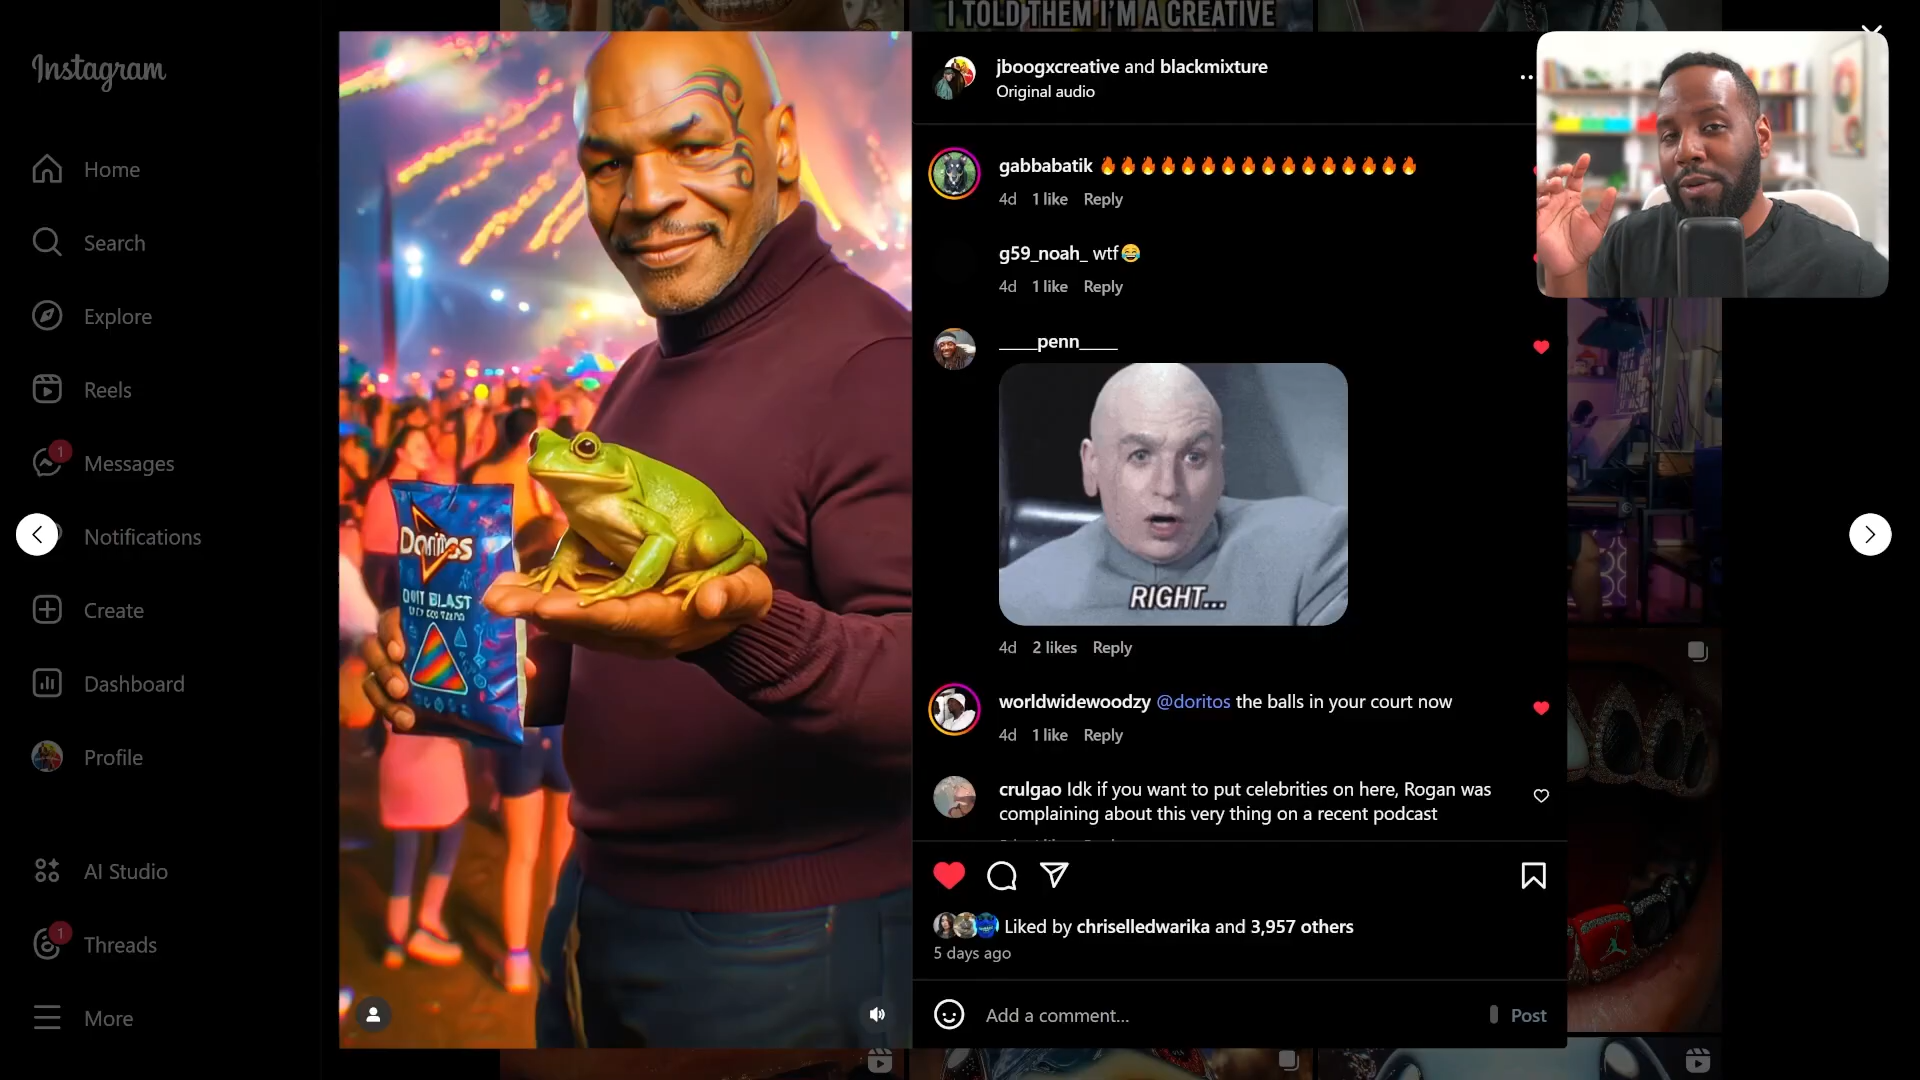 I TOLD THEM I'M A CREATIVE
Instagram
Home
Search
Explore
Reels
1
Messages
Notifications
Create
Dashboard
Profile
AI Studio
1
Threads
More
Doritos
jboogxcreative and blackmixture
Original audio
gabbabatik 🔥🔥🔥🔥🔥🔥🔥🔥🔥🔥🔥🔥🔥🔥🔥🔥
4d 1 like Reply
g59_noah_ wtf😂
4d 1 like Reply
____penn____
RIGHT...
4d 2 likes Reply
worldwidewoodzy @doritos the balls in your court now
4d 1 like Reply
crulgao Idk if you want to put celebrities on here, Rogan was
complaining about this very thing on a recent podcast
Liked by chriselledwarika and 3,957 others
5 days ago
Add a comment...
Post